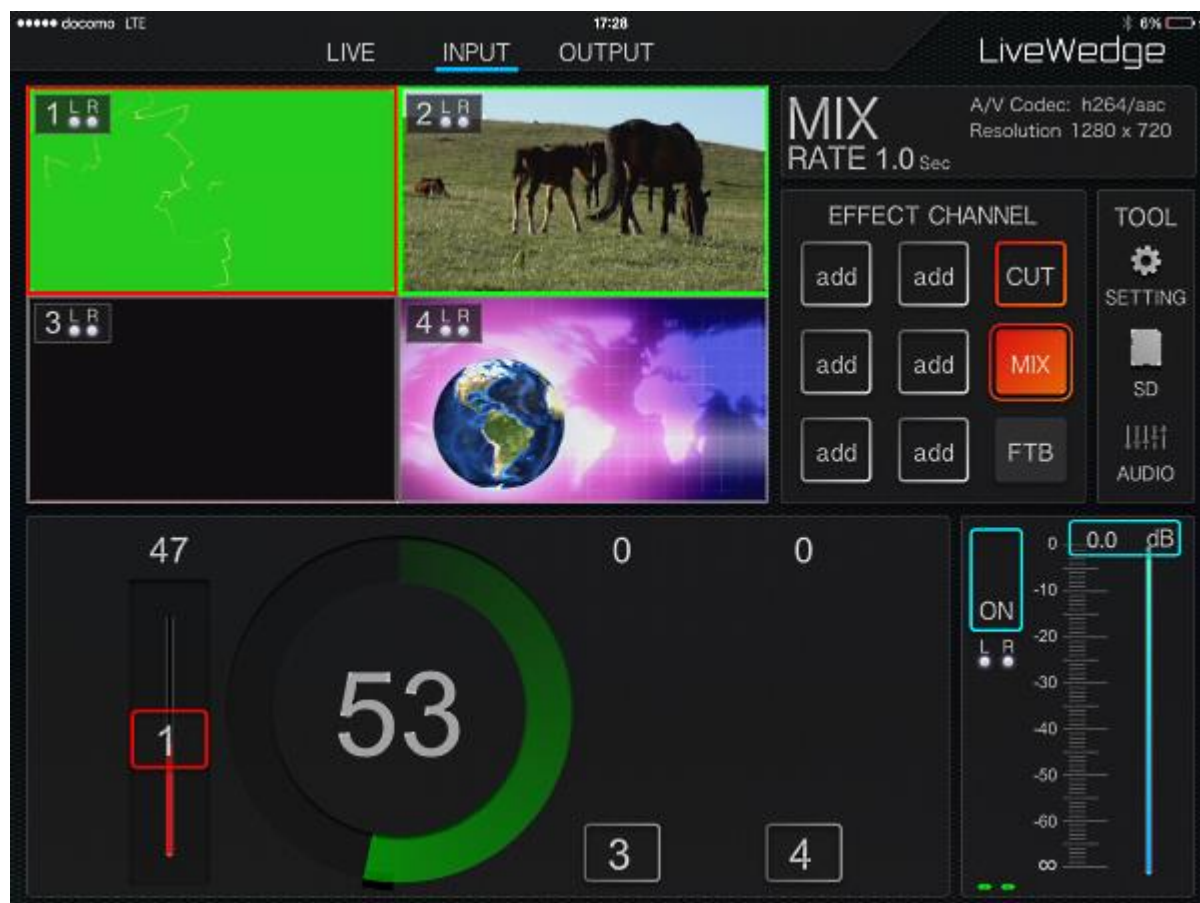 docomo LTE
17:28
6%
LIVE INPUT OUTPUT
LiveWedge
1 L R
2 L R
3 L R
4 L R
MIX
RATE 1.0 Sec
A/V Codec: h264/aac
Resolution 1280 x 720
EFFECT CHANNEL
add add CUT
add add MIX
add add FTB
TOOL
SETTING
SD
AUDIO
47
1
53
0
0
3
4
ON
L R
0.0 dB
0
-10
-20
-30
-40
-50
-60
∞